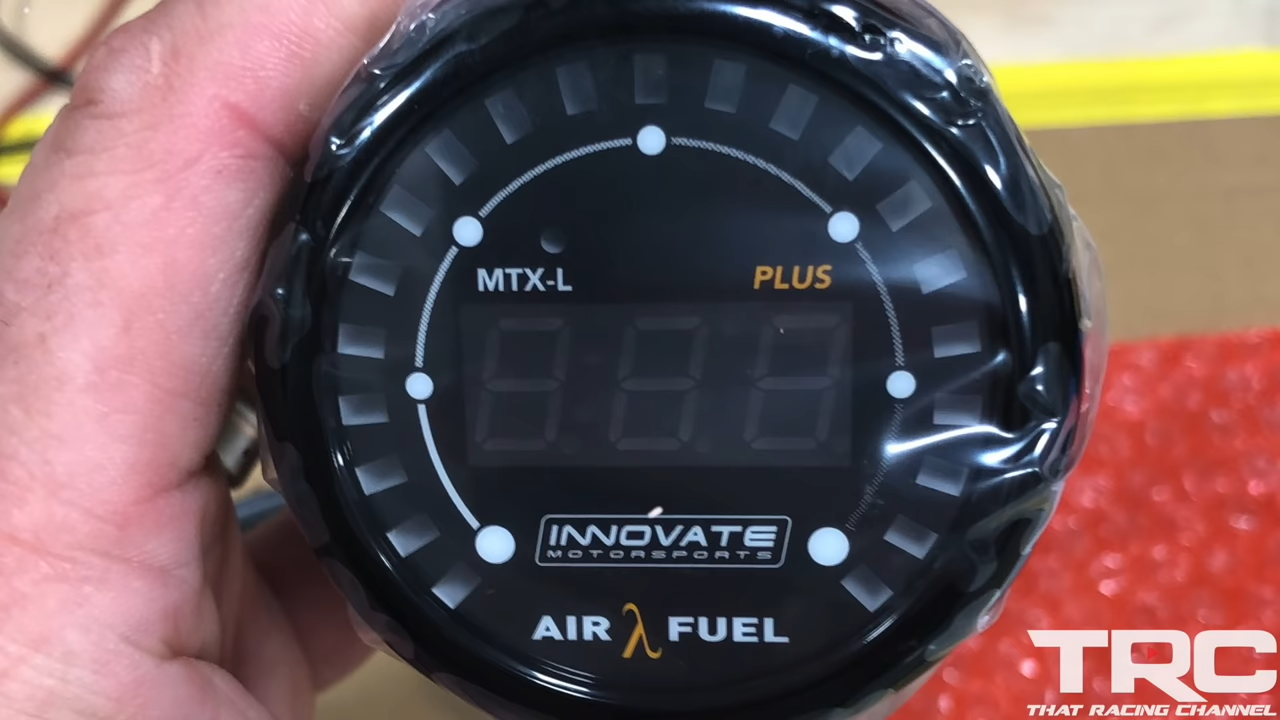 MTX-L PLUS
INNOVATE
MOTORSPORTS
AIR λ FUEL
TRC
THAT RACING CHANNEL